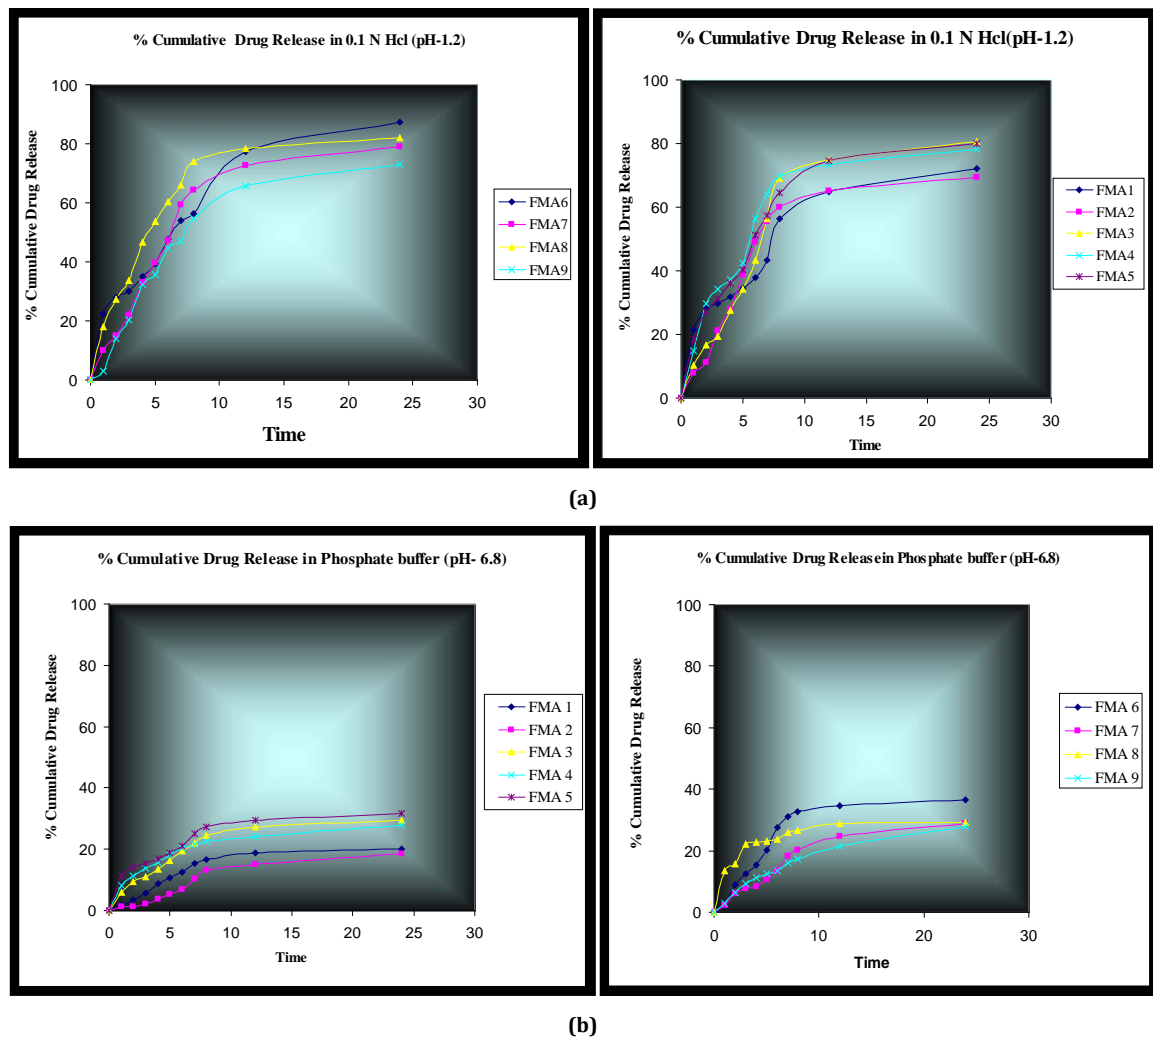 % Cumulative Drug Release in 0.1 N Hcl (pH-1.2)
% Cumulative Drug Release
100
80
60
40
20
0
0 5 10 15 20 25 30
Time
FMA6
FMA7
FMA8
FMA9
% Cumulative Drug Release in 0.1 N Hcl(pH-1.2)
% Cumulative Drug Release
100
80
60
40
20
0
0 5 10 15 20 25 30
Time
FMA1
FMA2
FMA3
FMA4
FMA5
(a)
% Cumulative Drug Release in Phosphate buffer (pH- 6.8)
% Cumulative Drug Release
100
80
60
40
20
0
0 5 10 15 20 25 30
Time
FMA 1
FMA 2
FMA 3
FMA 4
FMA 5
% Cumulative Drug Releasein Phosphate buffer (pH-6.8)
% Cumulative Drug Release
100
80
60
40
20
0
0 10 20 30
Time
FMA 6
FMA 7
FMA 8
FMA 9
(b)